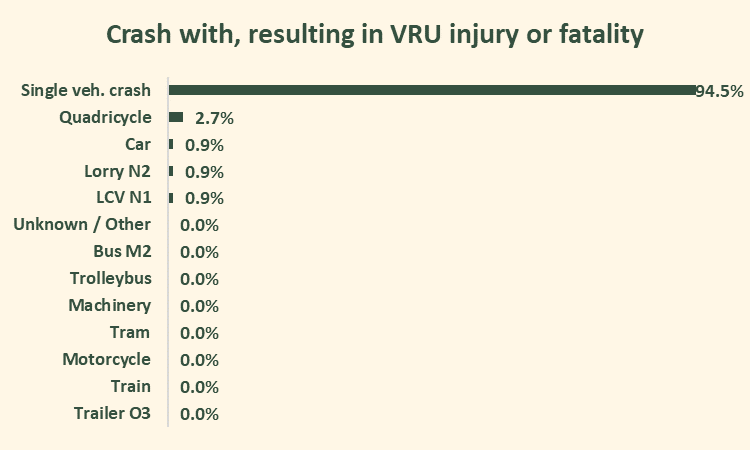 Crash with, resulting in VRU injury or fatality
Single veh. crash 94.5%
Quadricycle 2.7%
Car 0.9%
Lorry N2 0.9%
LCV N1 0.9%
Unknown / Other 0.0%
Bus M2 0.0%
Trolleybus 0.0%
Machinery 0.0%
Tram 0.0%
Motorcycle 0.0%
Train 0.0%
Trailer O3 0.0%